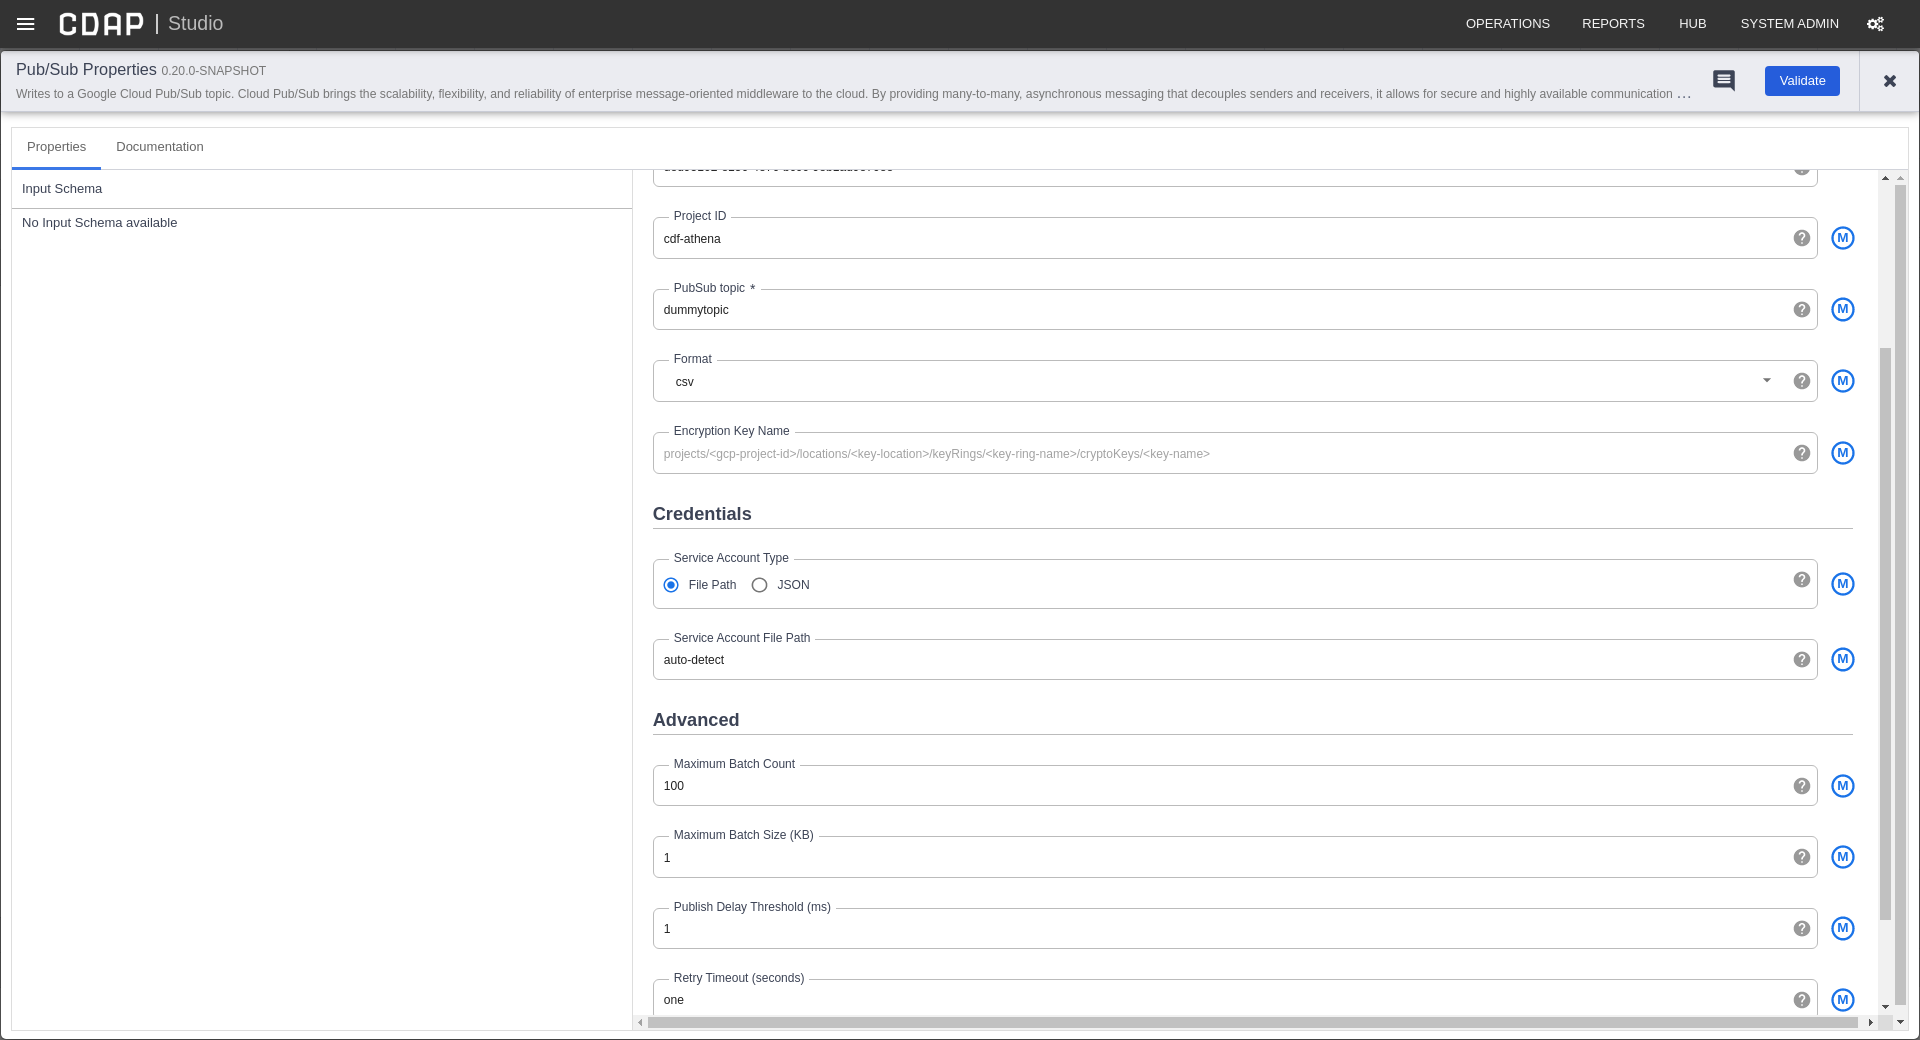 CDAP | Studio
OPERATIONS
REPORTS
HUB
SYSTEM ADMIN
Pub/Sub Properties 0.20.0-SNAPSHOT
Writes to a Google Cloud Pub/Sub topic. Cloud Pub/Sub brings the scalability, flexibility, and reliability of enterprise message-oriented middleware to the cloud. By providing many-to-many, asynchronous messaging that decouples senders and receivers, it allows for secure and highly available communication ...
Validate
Properties
Documentation
Input Schema
No Input Schema available
Project ID
cdf-athena
M
PubSub topic *
dummytopic
M
Format
csv
M
Encryption Key Name
projects/<gcp-project-id>/locations/<key-location>/keyRings/<key-ring-name>/cryptoKeys/<key-name>
M
Credentials
Service Account Type
File Path
JSON
M
Service Account File Path
auto-detect
M
Advanced
Maximum Batch Count
100
M
Maximum Batch Size (KB)
1
M
Publish Delay Threshold (ms)
1
M
Retry Timeout (seconds)
one
M